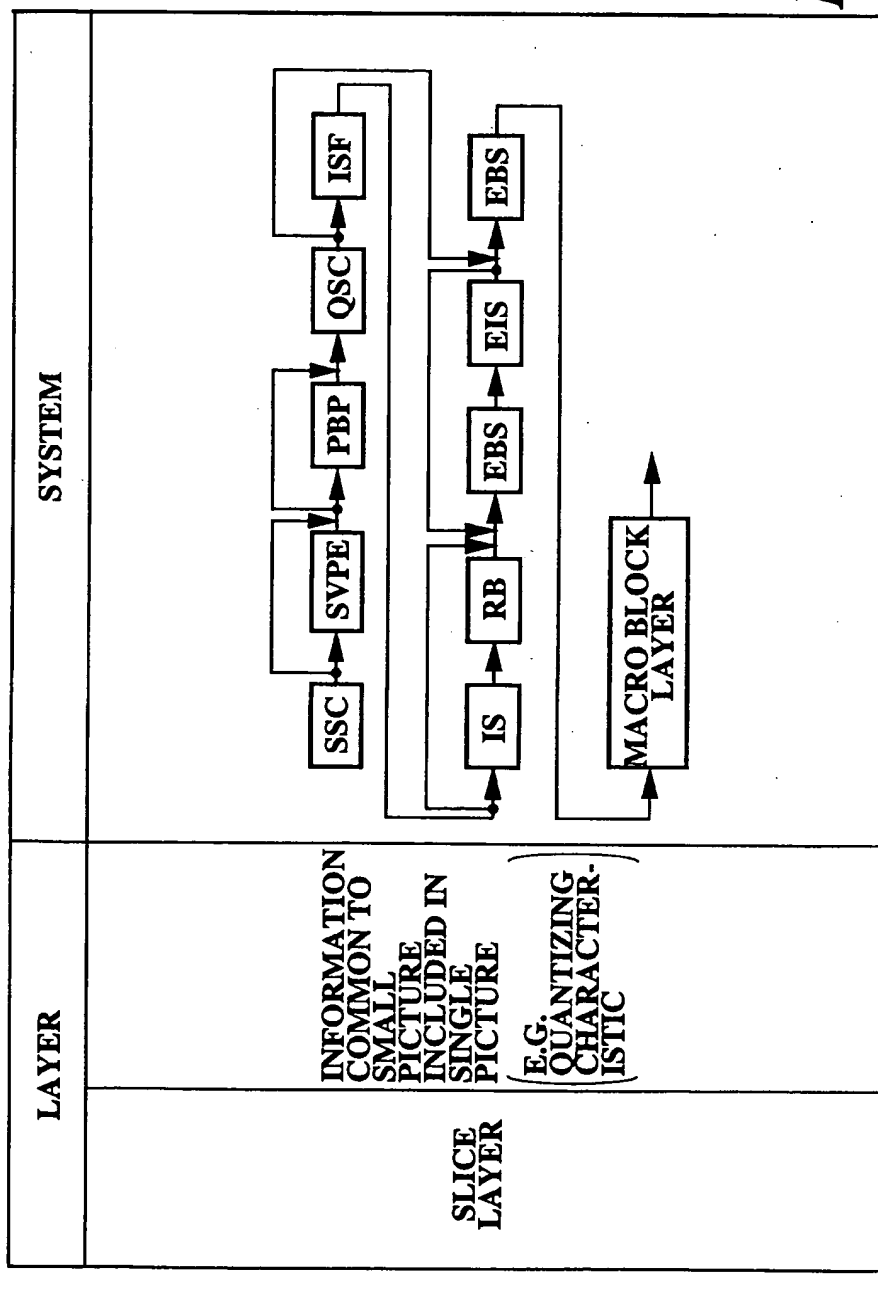 LAYER
SYSTEM
SLICE
LAYER
INFORMATION
COMMON TO
SMALL
PICTURE
INCLUDED IN
SINGLE
PICTURE
E.G.
QUANTIZING
CHARACTER-
ISTIC
SSC
SVPE
PBP
QSC
ISF
IS
RB
EBS
EIS
EBS
MACRO BLOCK
LAYER